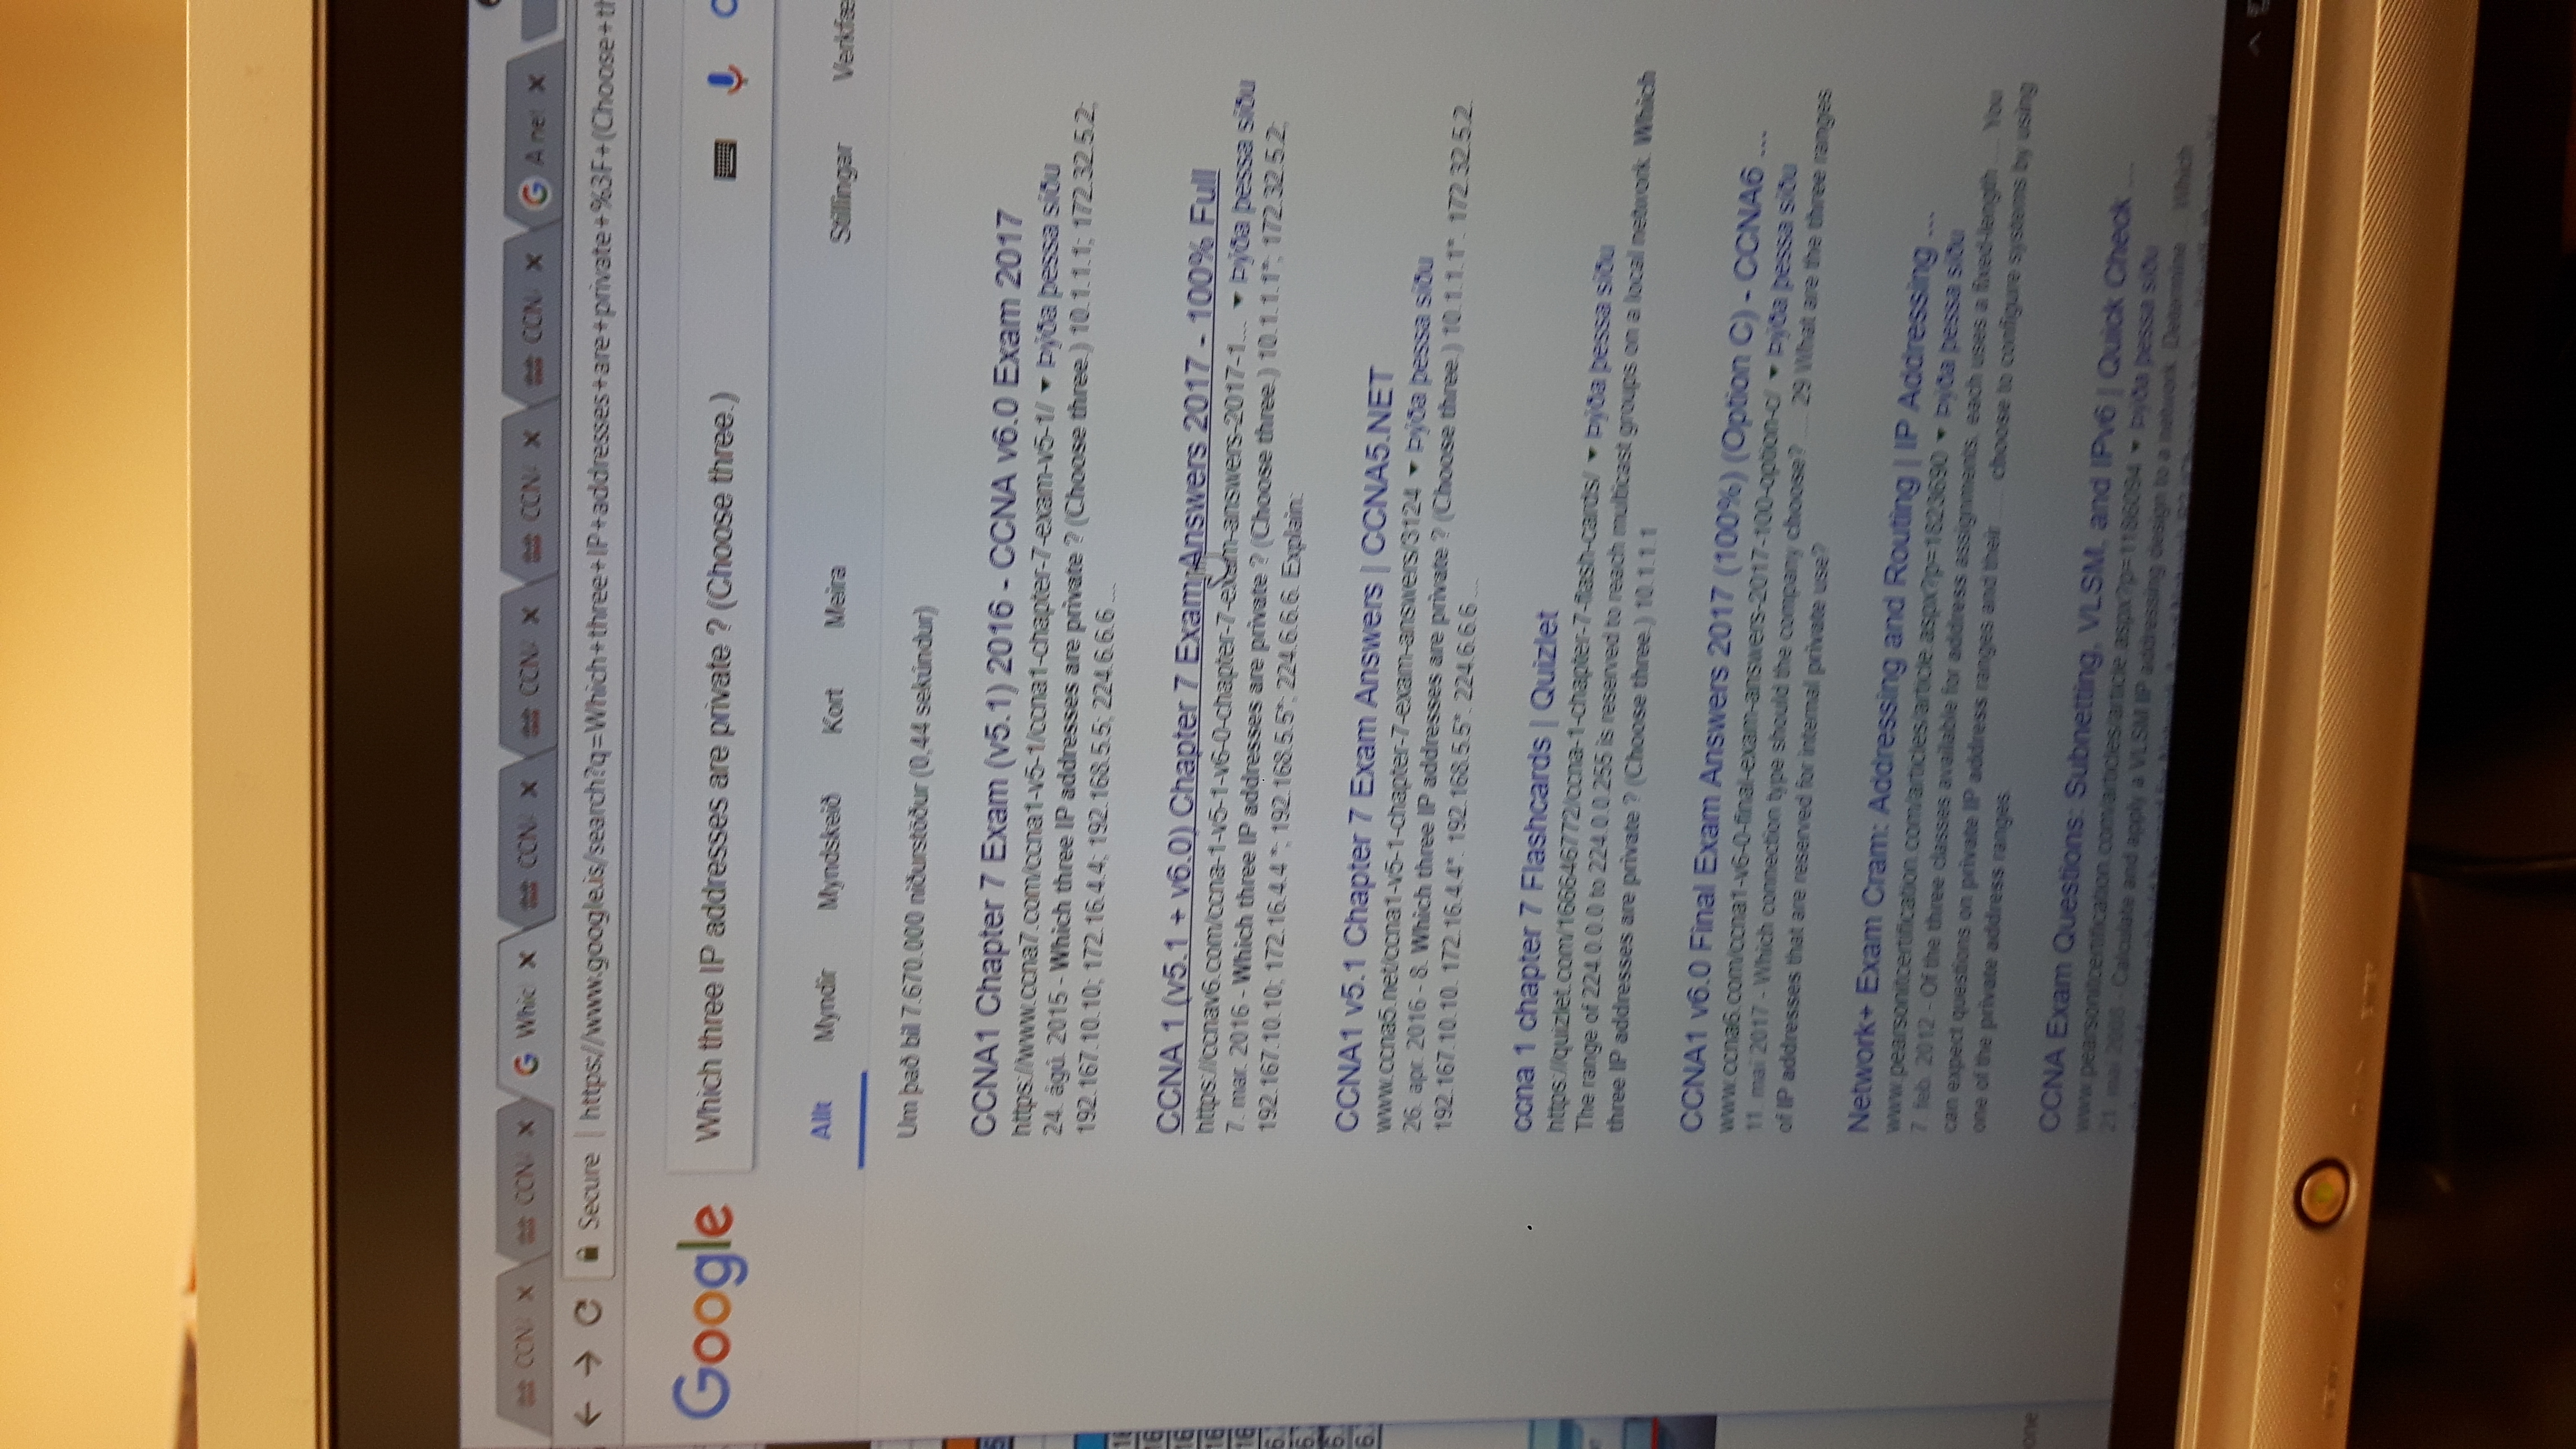 CCN X CCN X Whic X CCN X CCN X CCN X CCN X A net X
Secure https://www.google.is/search?q=Which+three+IP+addresses+are+private+%3F+(Choose+th
Google Which three IP addresses are private ? (Choose three.)
Allt Myndir Myndskeið Kort Meira Stillingar Verkfæ
Um það bil 7.670.000 niðurstöður (0,44 sekúndur)
CCNA1 Chapter 7 Exam (v5.1) 2016 - CCNA v6.0 Exam 2017
https://www.ccna7.com/ccna1-v5-1/ccna1-chapter-7-exam-v5-1/ ▼ Þýða þessa síðu
24. ágú. 2015 - Which three IP addresses are private ? (Choose three.) 10.1.1.1; 172.32.5.2;
192.167.10.10; 172.16.4.4; 192.168.5.5; 224.6.6.6 ...
CCNA 1 (v5.1 + v6.0) Chapter 7 Exam Answers 2017 - 100% Full
https://ccnav6.com/ccna-1-v5-1-v6-0-chapter-7-exam-answers-2017-1... ▼ Þýða þessa síðu
7. mar. 2016 - Which three IP addresses are private ? (Choose three.) 10.1.1.1*; 172.32.5.2;
192.167.10.10; 172.16.4.4 *; 192.168.5.5*; 224.6.6.6. Explain:
CCNA1 v5.1 Chapter 7 Exam Answers | CCNA5.NET
www.ccna5.net/ccna1-v5-1-chapter-7-exam-answers/3124 ▼ Þýða þessa síðu
26. apr. 2016 - 8. Which three IP addresses are private ? (Choose three.) 10.1.1.1*. 172.32.5.2.
192.167.10.10. 172.16.4.4*. 192.168.5.5*. 224.6.6.6 ...
ccna 1 chapter 7 Flashcards | Quizlet
https://quizlet.com/166646772/ccna-1-chapter-7-flash-cards/ ▼ Þýða þessa síðu
The range of 224.0.0.0 to 224.0.0.255 is reserved to reach multicast groups on a local network. Which
three IP addresses are private ? (Choose three.) 10.1.1.1
CCNA1 v6.0 Final Exam Answers 2017 (100%) (Option C) - CCNA6 ...
www.ccna6.com/ccna1-v6-0-final-exam-answers-2017-100-option-c/ ▼ Þýða þessa síðu
11. maí 2017 - Which connection type should the company choose? .... 29 What are the three ranges
of IP addresses that are reserved for internal private use?
Network+ Exam Cram: Addressing and Routing | IP Addressing ...
www.pearsonitcertification.com/articles/article.aspx?p=1823690 ▼ Þýða þessa síðu
7. feb. 2012 - Of the three classes available for address assignments, each uses a fixed-length .... You
can expect questions on private IP address ranges and their .... choose to configure systems by using
one of the private address ranges.
CCNA Exam Questions: Subnetting, VLSM, and IPv6 | Quick Check ...
www.pearsonitcertification.com/articles/article.aspx?p=1186094 ▼ Þýða þessa síðu
21. maí 2008 - Calculate and apply a VLSM IP addressing design to a network. Determine ... Which
one